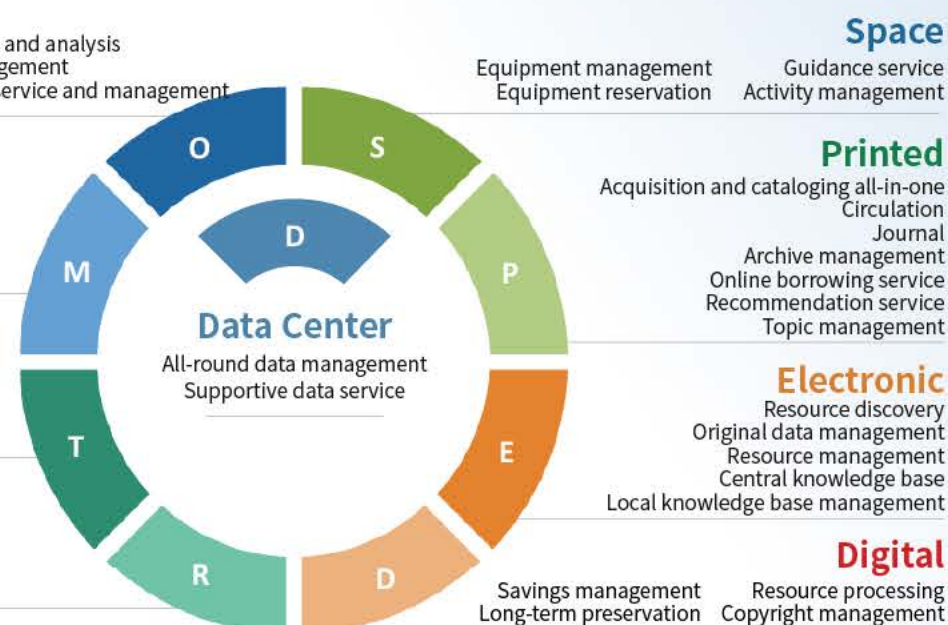 and analysis
service and management
O
S
M
D
P
Data Center
All-round data management
Supportive data service
T
E
R
D
Space
Equipment management
Guidance service
Equipment reservation
Activity management
Printed
Acquisition and cataloging all-in-one
Circulation
Journal
Archive management
Online borrowing service
Recommendation service
Topic management
Electronic
Resource discovery
Original data management
Resource management
Central knowledge base
Local knowledge base management
Digital
Savings management
Resource processing
Long-term preservation
Copyright management